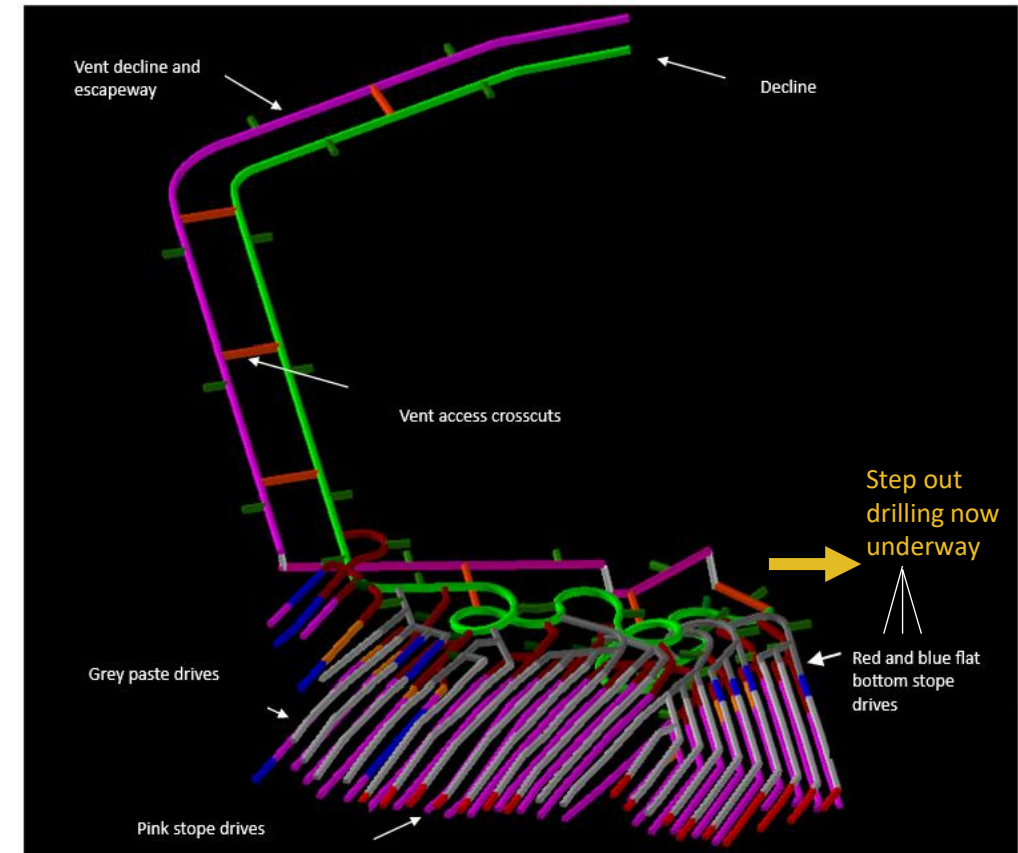 Vent decline and
escapeway
Decline
Vent access crosscuts
Step out
drilling now
underway
Grey paste drives
Red and blue flat
bottom stope
drives
Pink stope drives